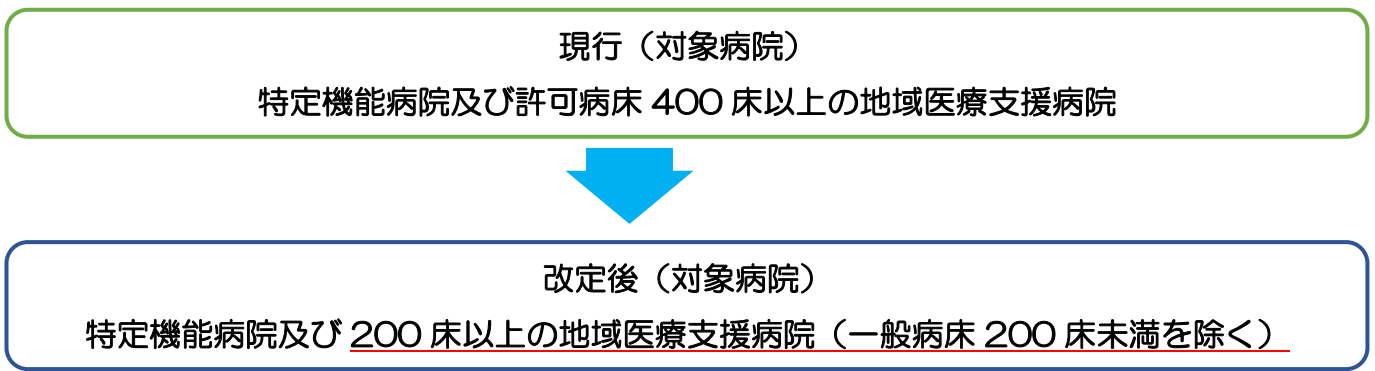 現行（対象病院）
特定機能病院及び許可病床 400 床以上の地域医療支援病院
改定後（対象病院）
特定機能病院及び 200 床以上の地域医療支援病院（一般病床 200 床未満を除く）